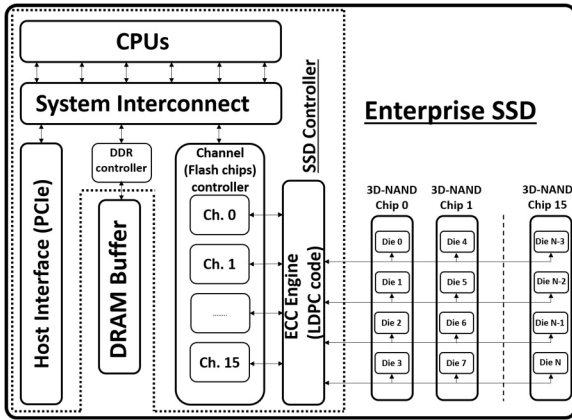 CPUs
System Interconnect
Host Interface (PCIe)
DDR
controller
DRAM Buffer
Channel
(Flash chips)
controller
Ch. 0
Ch. 1
........
Ch. 15
ECC Engine
(LDPC code)
SSD Controller
Enterprise SSD
3D-NAND
Chip 0
Die 0
Die 1
Die 2
Die 3
3D-NAND
Chip 1
Die 4
Die 5
Die 6
Die 7
3D-NAND
Chip 15
Die N-3
Die N-2
Die N-1
Die N